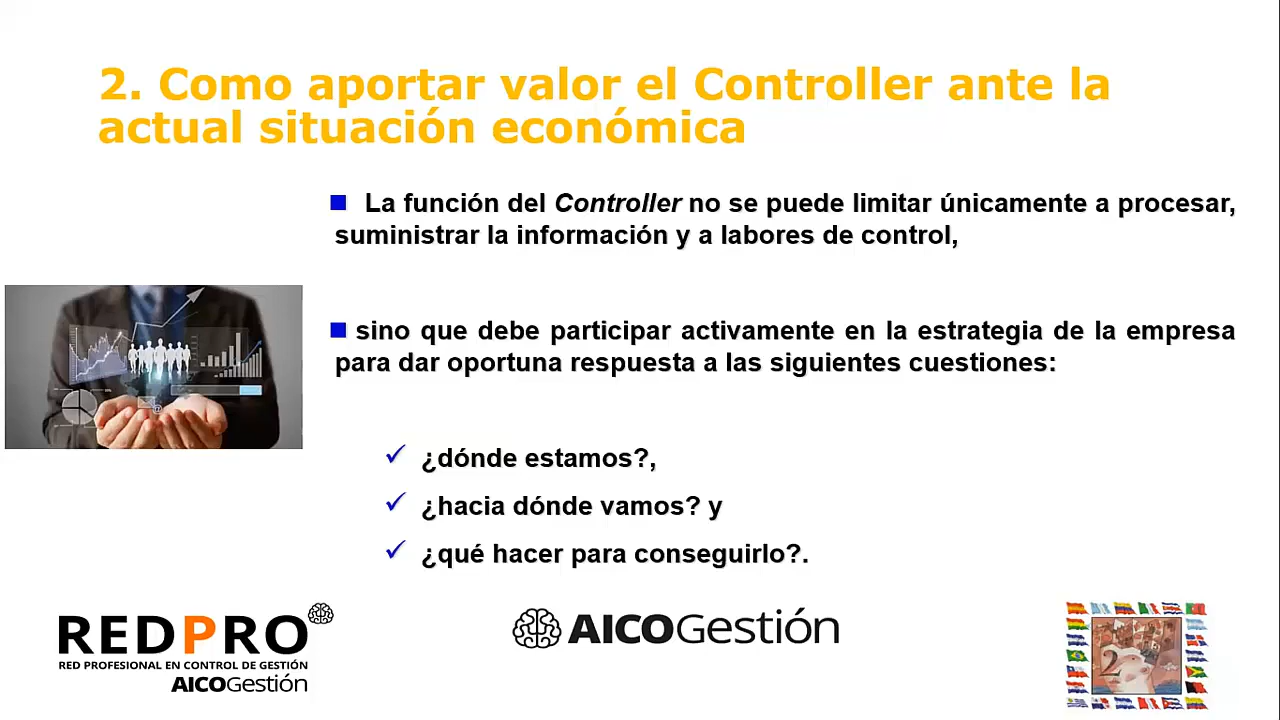 2. Como aportar valor el Controller ante la
actual situación económica
La función del Controller no se puede limitar únicamente a procesar,
suministrar la información y a labores de control,
sino que debe participar activamente en la estrategia de la empresa
para dar oportuna respuesta a las siguientes cuestiones:
¿dónde estamos?,
¿hacia dónde vamos? y
¿qué hacer para conseguirlo?.
REDPRO
RED PROFESIONAL EN CONTROL DE GESTIÓN
AICOGestión
AICOGestión